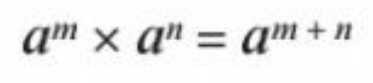 aᵐ × aⁿ = aᵐ ⁺ ⁿ